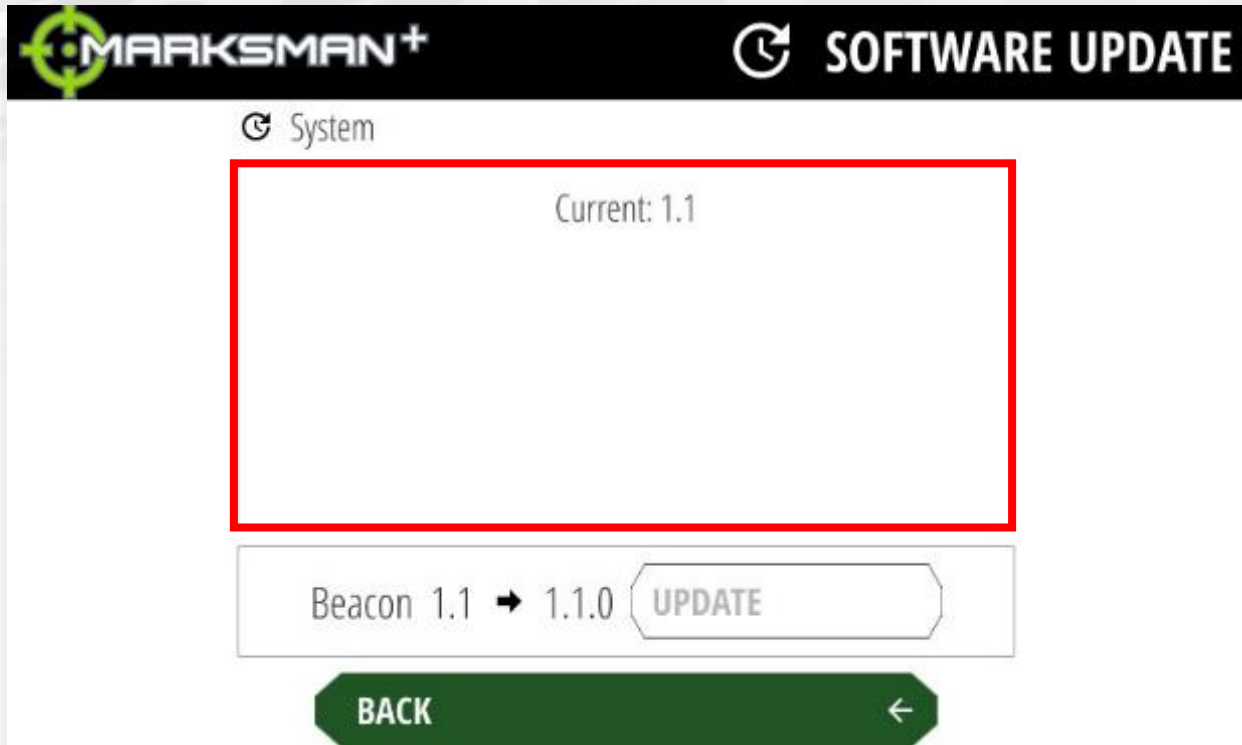 MARKSMAN+
SOFTWARE UPDATE
System
Current: 1.1
Beacon 1.1 → 1.1.0 UPDATE
BACK ←